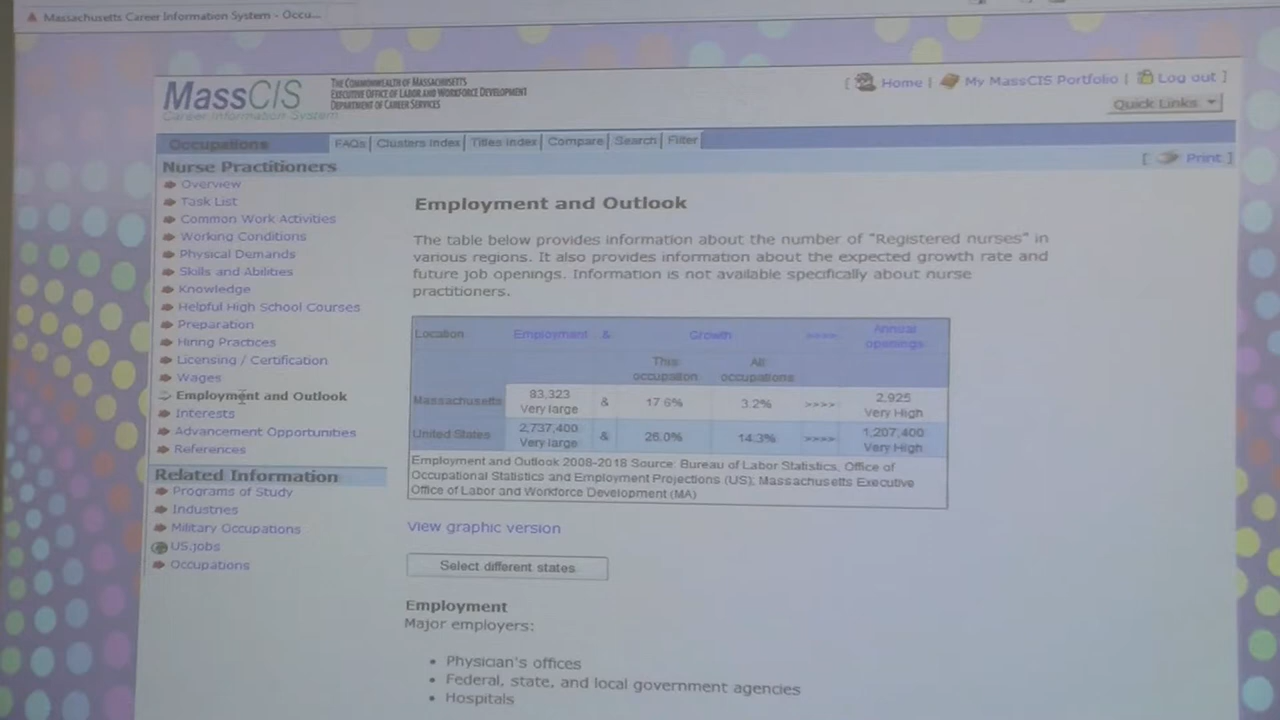 Massachusetts Career Information System - Occu...
MassCIS
Career Information System
THE COMMONWEALTH OF MASSACHUSETTS
EXECUTIVE OFFICE OF LABOR AND WORKFORCE DEVELOPMENT
DEPARTMENT OF CAREER SERVICES
[ Home | My MassCIS Portfolio | Log out ]
Quick Links
Occupations
FAQs | Clusters Index | Titles Index | Compare | Search | Filter
[ Print ]
Nurse Practitioners
Overview
Task List
Common Work Activities
Working Conditions
Physical Demands
Skills and Abilities
Knowledge
Helpful High School Courses
Preparation
Hiring Practices
Licensing / Certification
Wages
Employment and Outlook
Interests
Advancement Opportunities
References
Related Information
Programs of Study
Industries
Military Occupations
US.jobs
Occupations
Employment and Outlook
The table below provides information about the number of "Registered nurses" in
various regions. It also provides information about the expected growth rate and
future job openings. Information is not available specifically about nurse
practitioners.
Location Employment & Growth >>>> Annual openings
This occupation All occupations
Massachusetts 83,323 Very large & 17.6% 3.2% >>>> 2,925 Very High
United States 2,737,400 Very large & 26.0% 14.3% >>>> 1,207,400 Very High
Employment and Outlook 2008-2018 Source: Bureau of Labor Statistics, Office of
Occupational Statistics and Employment Projections (US); Massachusetts Executive
Office of Labor and Workforce Development (MA)
View graphic version
Select different states
Employment
Major employers:
• Physician's offices
• Federal, state, and local government agencies
• Hospitals